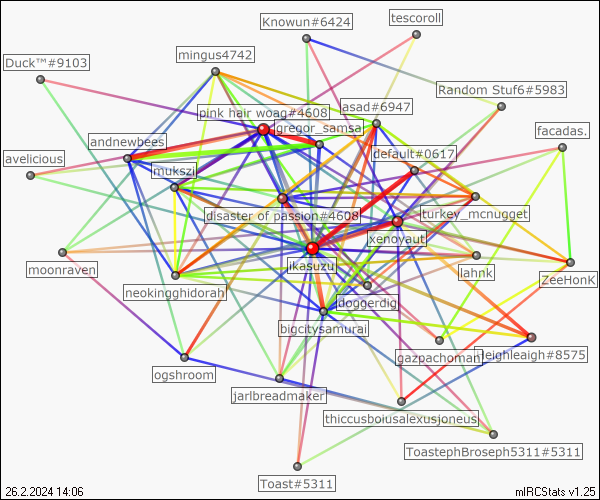 Knowun#6424
tescoroll
mingus4742
Duck™#9103
Random Stuf6#5983
pink hair woag#4608
asad#6947
gregor_samsa
facadas.
andnewbees
default#0617
avelicious
mukszii
disaster of passion#4608
turkey_mcnugget
xenoyaut
jkasuzu
lahnk
moonraven
ZeeHonK
neokingghidorah
doggerdig
bigcitysamurai
gazpachoman
leighleaigh#8575
ogshroom
jarlbreadmaker
thiccusboiusalexusjoneus
ToastephBroseph5311#5311
Toast#5311
26.2.2024 14:06
mIRCStats v1.25